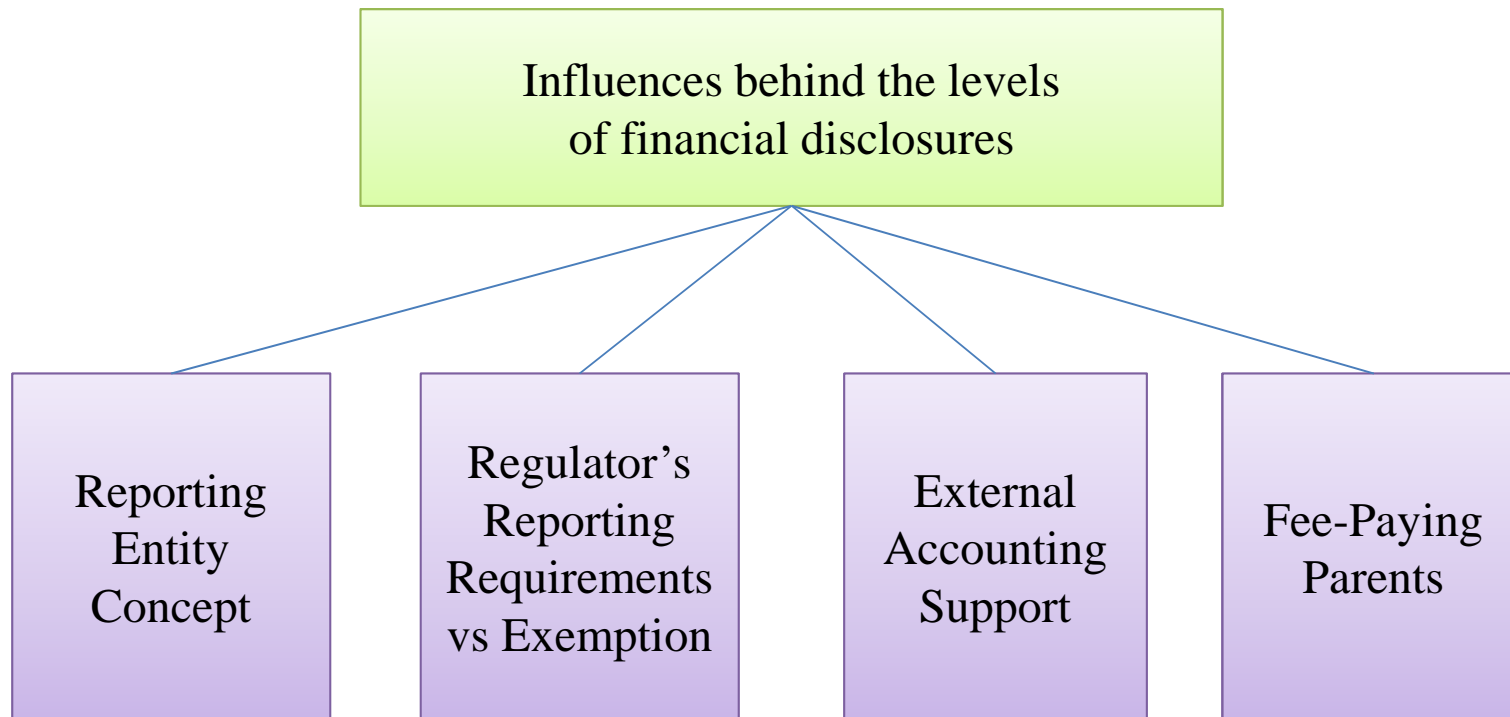 Influences behind the levels
of financial disclosures
Reporting
Entity
Concept
Regulator’s
Reporting
Requirements
vs Exemption
External
Accounting
Support
Fee-Paying
Parents